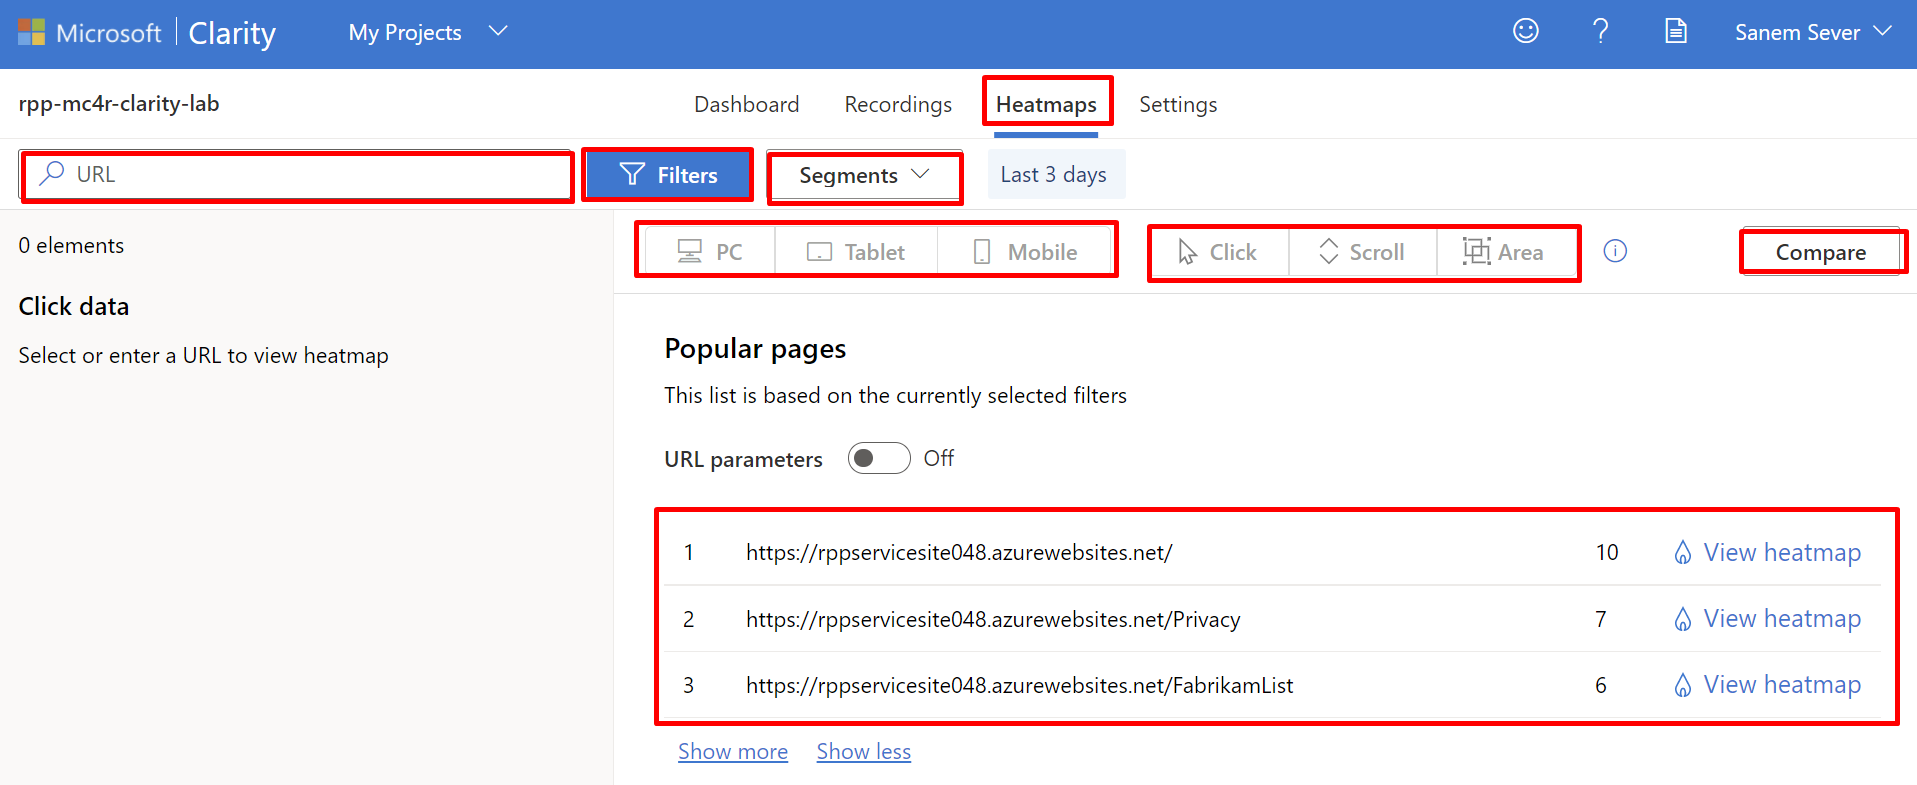 Microsoft Clarity My Projects ? Sanem Sever
rpp-mc4r-clarity-lab Dashboard Recordings Heatmaps Settings
URL Filters Segments Last 3 days
0 elements PC Tablet Mobile Click Scroll Area Compare
Click data
Select or enter a URL to view heatmap
Popular pages
This list is based on the currently selected filters
URL parameters Off
1 https://rppservicesite048.azurewebsites.net/ 10 View heatmap
2 https://rppservicesite048.azurewebsites.net/Privacy 7 View heatmap
3 https://rppservicesite048.azurewebsites.net/FabrikamList 6 View heatmap
Show more Show less